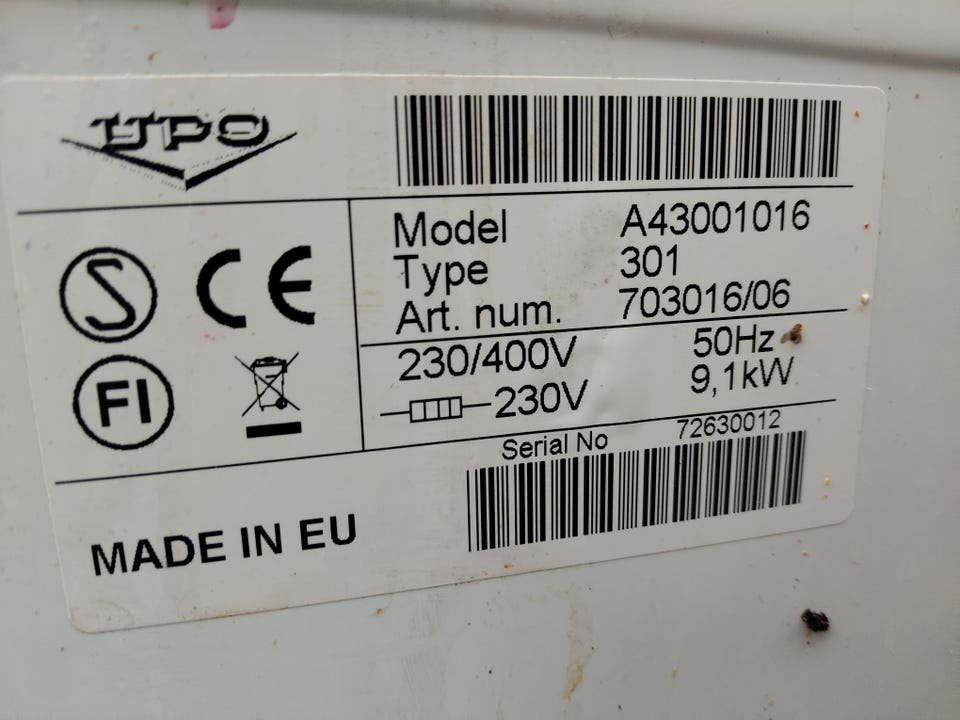 UPO
Model A43001016
Type 301
Art. num. 703016/06
230/400V 50Hz
230V 9,1kW
S CE
FI
Serial No 72630012
MADE IN EU